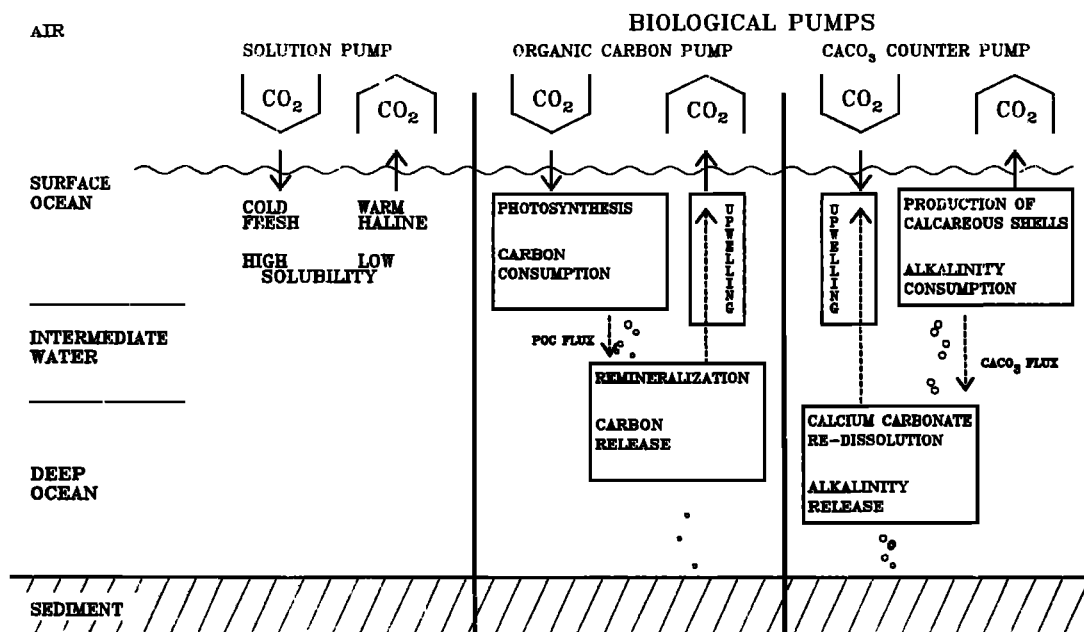 AIR
BIOLOGICAL PUMPS
SOLUTION PUMP
ORGANIC CARBON PUMP
CACO₃ COUNTER PUMP
CO₂
CO₂
CO₂
CO₂
CO₂
CO₂
SURFACE
OCEAN
COLD
FRESH
WARM
HALINE
HIGH
LOW
SOLUBILITY
PHOTOSYNTHESIS
CARBON
CONSUMPTION
UPWELLING
UPWELLING
PRODUCTION OF
CALCAREOUS SHELLS
ALKALINITY
CONSUMPTION
INTERMEDIATE
WATER
POC FLUX
CACO₃ FLUX
REMINERALIZATION
CARBON
RELEASE
CALCIUM CARBONATE
RE-DISSOLUTION
ALKALINITY
RELEASE
DEEP
OCEAN
SEDIMENT